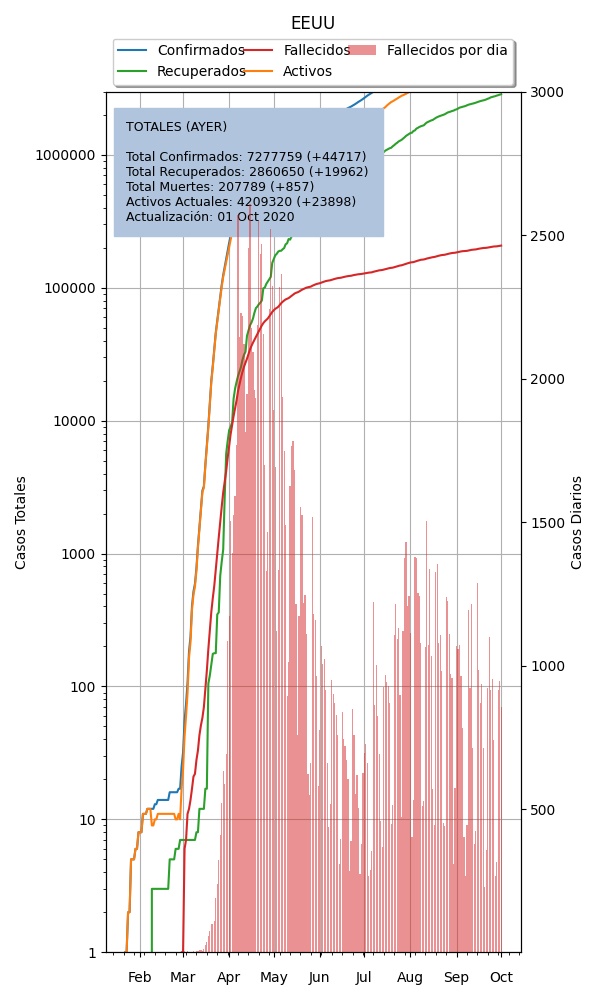 EEUU
Confirmados Fallecidos Fallecidos por dia
Recuperados Activos
TOTALES (AYER)
Total Confirmados: 7277759 (+44717)
Total Recuperados: 2860650 (+19962)
Total Muertes: 207789 (+857)
Activos Actuales: 4209320 (+23898)
Actualización: 01 Oct 2020
1000000
100000
10000
1000
100
10
1
Casos Totales
3000
2500
2000
1500
1000
500
Casos Diarios
Feb Mar Apr May Jun Jul Aug Sep Oct